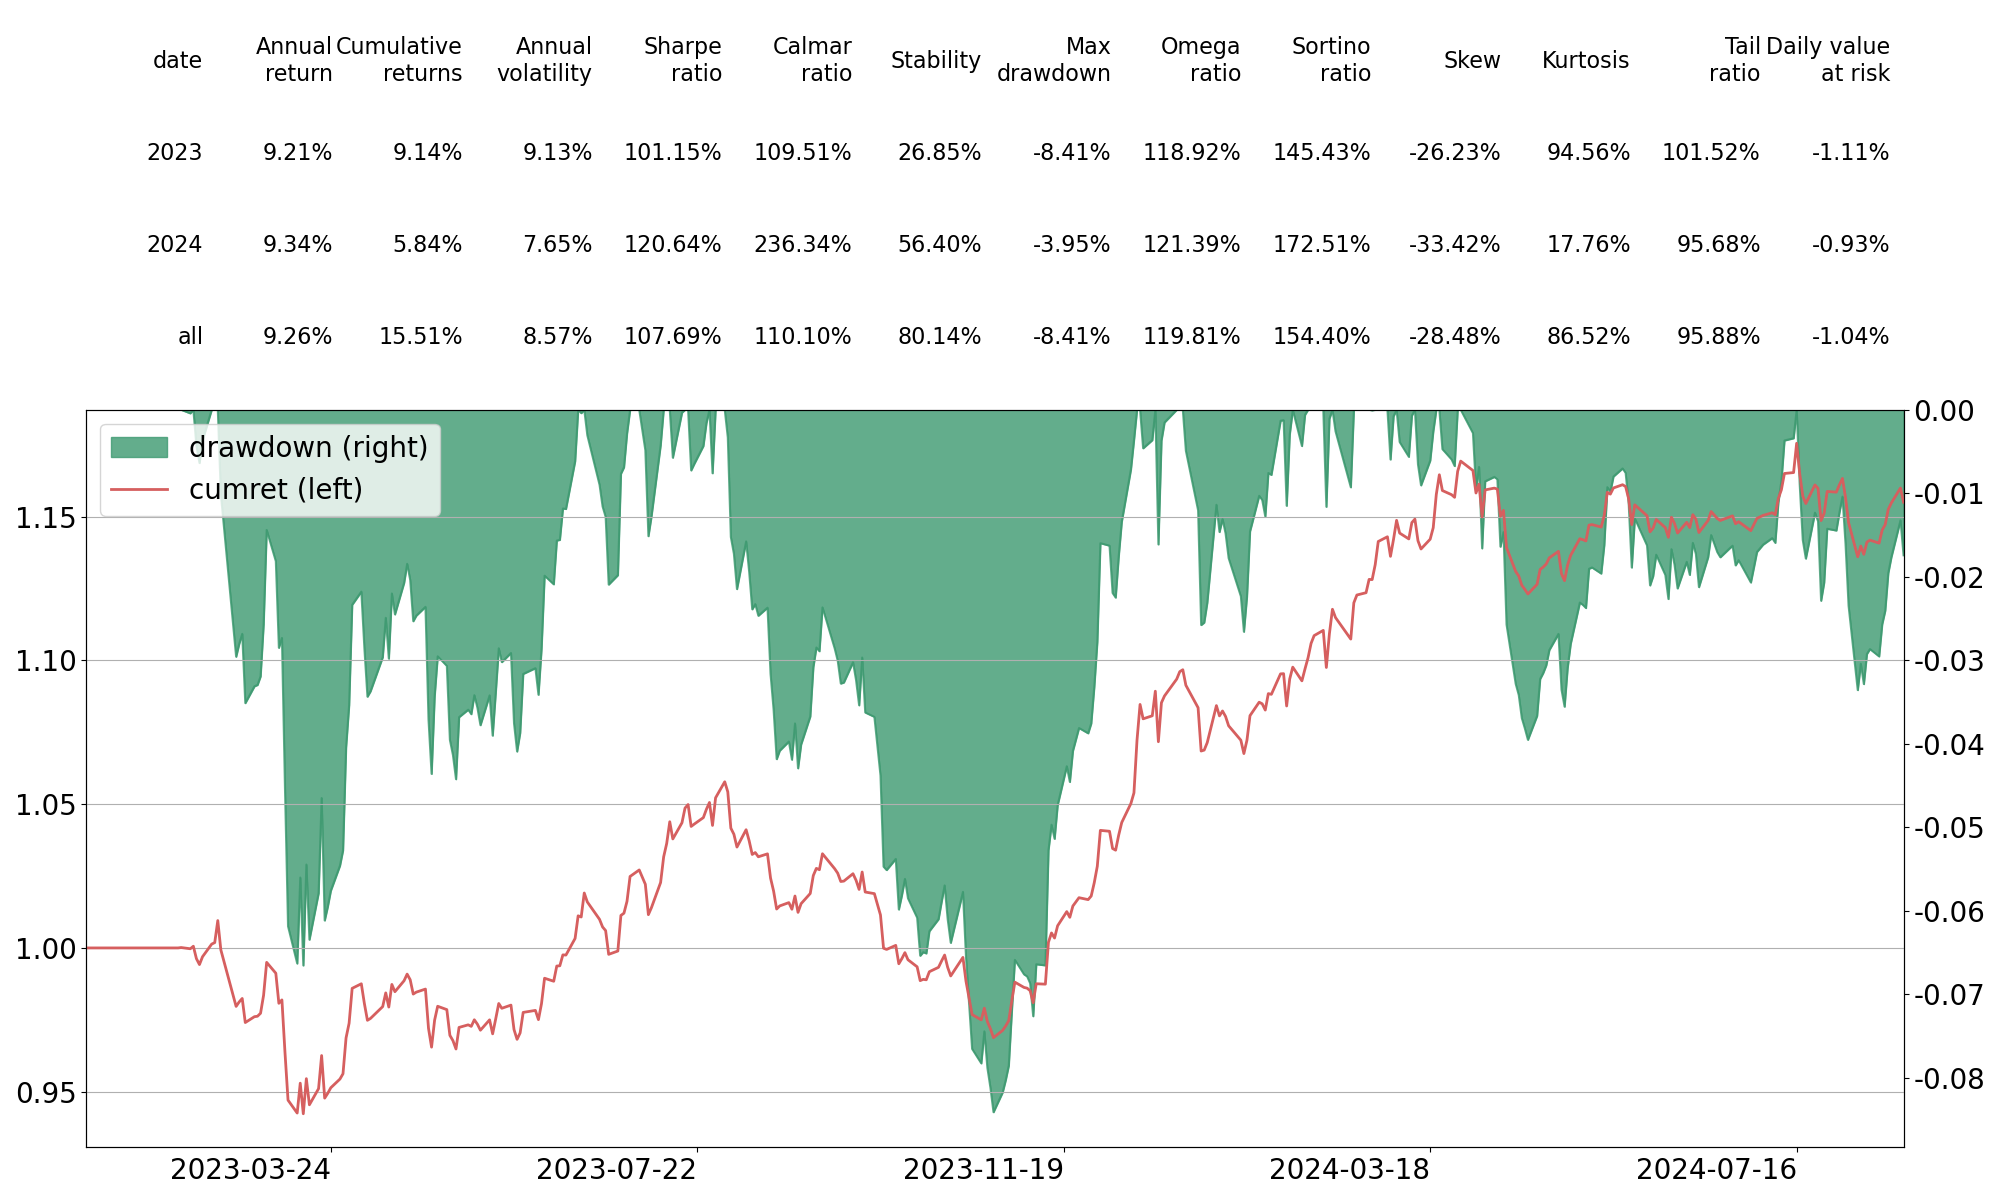 date Annual return Cumulative returns Annual volatility Sharpe ratio Calmar ratio Stability Max drawdown Omega ratio Sortino ratio Skew Kurtosis Tail ratio Daily value at risk
2023 9.21% 9.14% 9.13% 101.15% 109.51% 26.85% -8.41% 118.92% 145.43% -26.23% 94.56% 101.52% -1.11%
2024 9.34% 5.84% 7.65% 120.64% 236.34% 56.40% -3.95% 121.39% 172.51% -33.42% 17.76% 95.68% -0.93%
all 9.26% 15.51% 8.57% 107.69% 110.10% 80.14% -8.41% 119.81% 154.40% -28.48% 86.52% 95.88% -1.04%
drawdown (right)
cumret (left)
1.15
1.10
1.05
1.00
0.95
0.00
-0.01
-0.02
-0.03
-0.04
-0.05
-0.06
-0.07
-0.08
2023-03-24 2023-07-22 2023-11-19 2024-03-18 2024-07-16